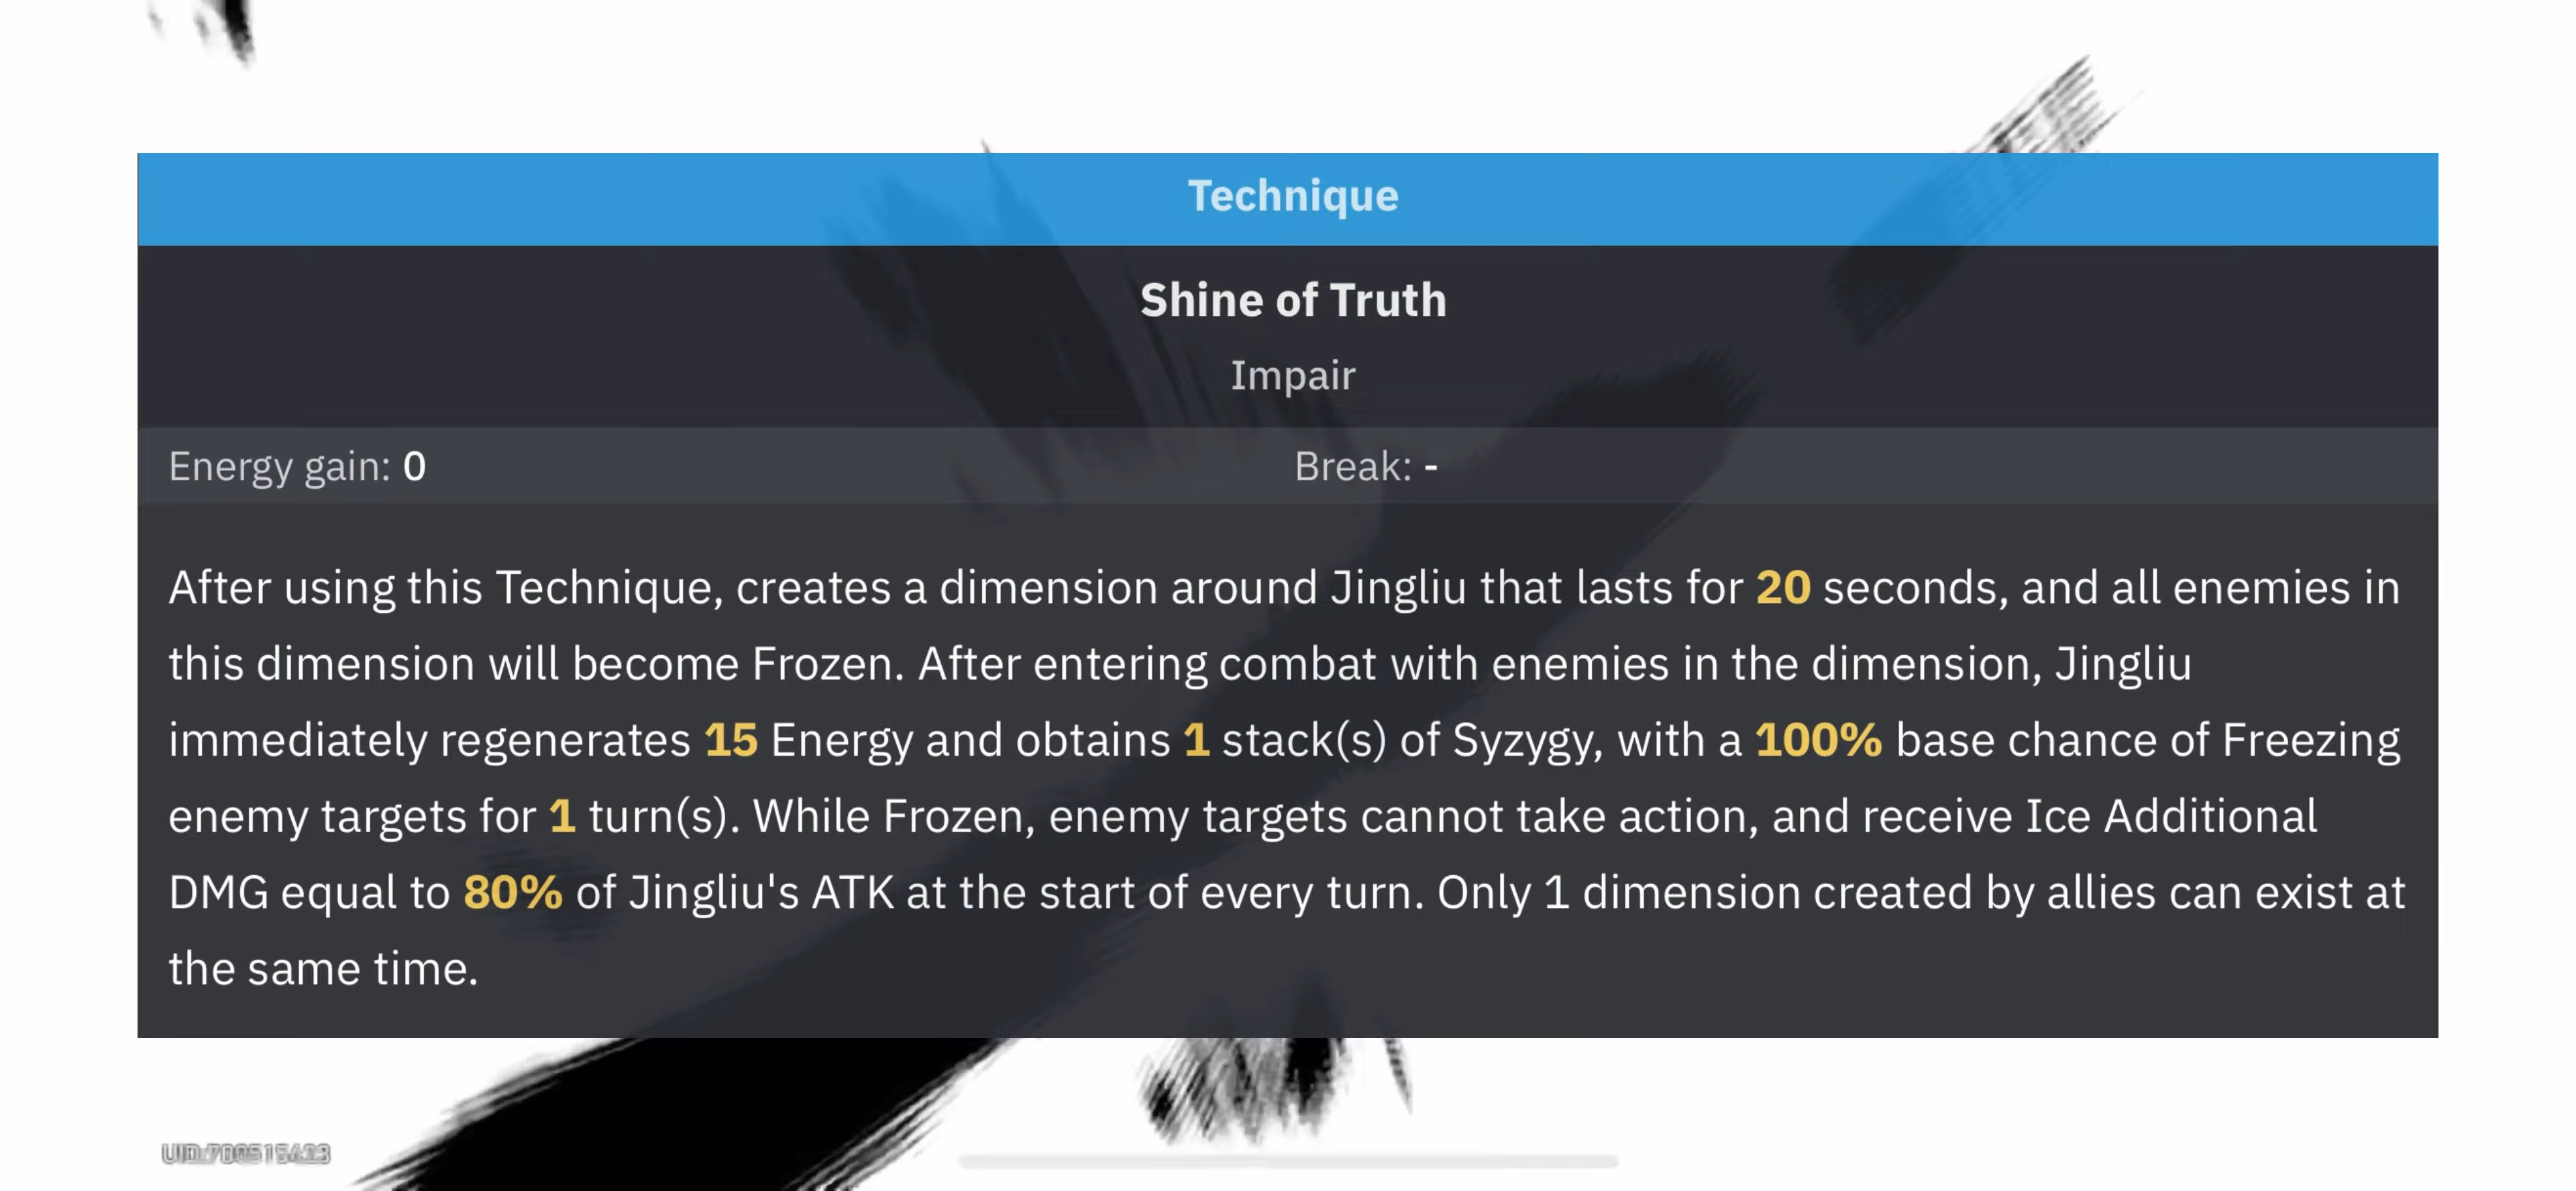 Technique
Shine of Truth
Impair
Energy gain: 0
Break: -
After using this Technique, creates a dimension around Jingliu that lasts for 20 seconds, and all enemies in
this dimension will become Frozen. After entering combat with enemies in the dimension, Jingliu
immediately regenerates 15 Energy and obtains 1 stack(s) of Syzygy, with a 100% base chance of Freezing
enemy targets for 1 turn(s). While Frozen, enemy targets cannot take action, and receive Ice Additional
DMG equal to 80% of Jingliu's ATK at the start of every turn. Only 1 dimension created by allies can exist at
the same time.